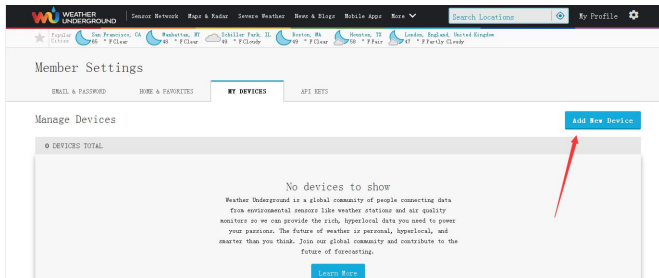 WEATHER
UNDERGROUND
Sensor Network Maps & Radar Severe Weather News & Blogs Mobile Apps More Search Locations My Profile
Popular
Cities
San Francisco, CA
65 °F Clear
Manhattan, NY
48 °F Clear
Schiller Park, IL
49 °F Cloudy
Boston, MA
49 °F Clear
Houston, TX
58 °F Fair
London, England, United Kingdom
47 °F Partly Cloudy
Member Settings
EMAIL & PASSWORD HOME & FAVORITES MY DEVICES API KEYS
Manage Devices
Add New Device
0 DEVICES TOTAL
No devices to show
Weather Underground is a global community of people connecting data
from environmental sensors like weather stations and air quality
monitors so we can provide the rich, hyperlocal data you need to power
your passions. The future of weather is personal, hyperlocal, and
smarter than you think. Join our global community and contribute to the
future of forecasting.
Learn More